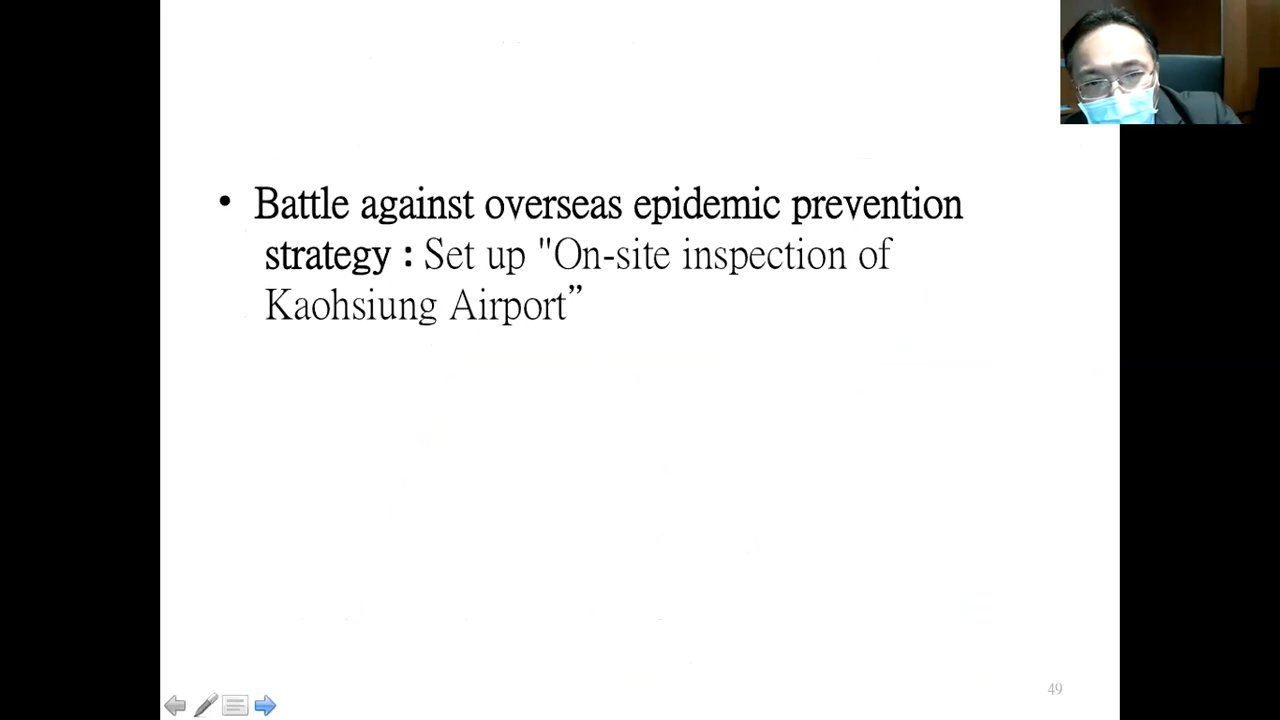 • Battle against overseas epidemic prevention
strategy : Set up "On-site inspection of
Kaohsiung Airport”
49